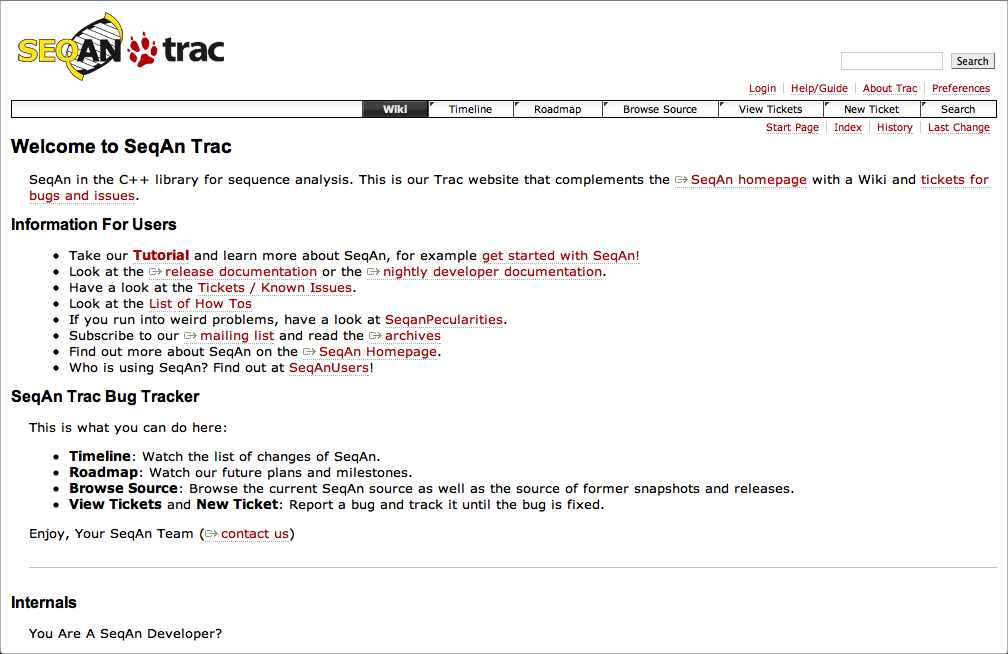 SEQAN trac
Search
Login Help/Guide About Trac Preferences
Wiki Timeline Roadmap Browse Source View Tickets New Ticket Search
Start Page Index History Last Change
Welcome to SeqAn Trac
SeqAn in the C++ library for sequence analysis. This is our Trac website that complements the SeqAn homepage with a Wiki and tickets for
bugs and issues.
Information For Users
Take our Tutorial and learn more about SeqAn, for example get started with SeqAn!
Look at the release documentation or the nightly developer documentation.
Have a look at the Tickets / Known Issues.
Look at the List of How Tos
If you run into weird problems, have a look at SeqanPecularities.
Subscribe to our mailing list and read the archives
Find out more about SeqAn on the SeqAn Homepage.
Who is using SeqAn? Find out at SeqAnUsers!
SeqAn Trac Bug Tracker
This is what you can do here:
Timeline: Watch the list of changes of SeqAn.
Roadmap: Watch our future plans and milestones.
Browse Source: Browse the current SeqAn source as well as the source of former snapshots and releases.
View Tickets and New Ticket: Report a bug and track it until the bug is fixed.
Enjoy, Your SeqAn Team (contact us)
Internals
You Are A SeqAn Developer?